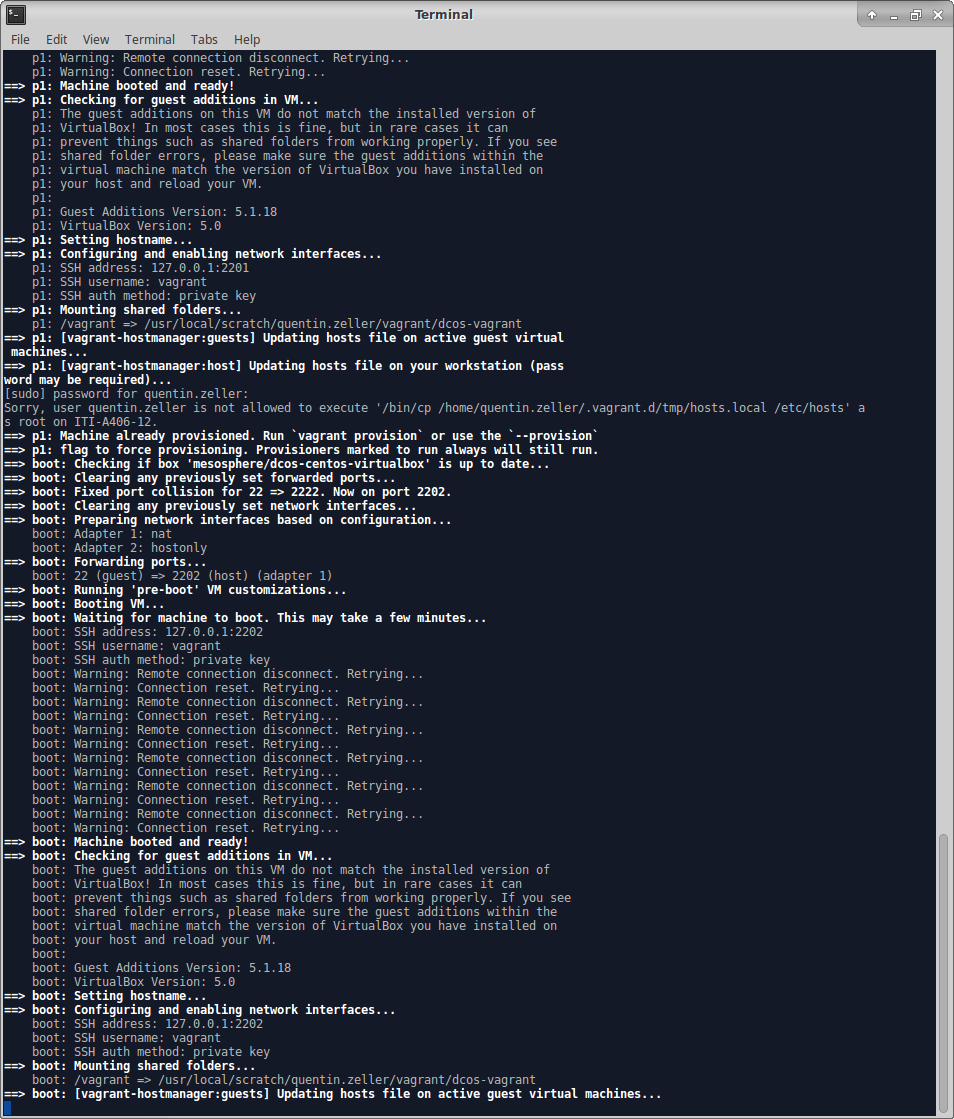 Terminal
File Edit View Terminal Tabs Help
p1: Warning: Remote connection disconnect. Retrying...
p1: Warning: Connection reset. Retrying...
==> p1: Machine booted and ready!
==> p1: Checking for guest additions in VM...
p1: The guest additions on this VM do not match the installed version of
p1: VirtualBox! In most cases this is fine, but in rare cases it can
p1: prevent things such as shared folders from working properly. If you see
p1: shared folder errors, please make sure the guest additions within the
p1: virtual machine match the version of VirtualBox you have installed on
p1: your host and reload your VM.
p1:
p1: Guest Additions Version: 5.1.18
p1: VirtualBox Version: 5.0
==> p1: Setting hostname...
==> p1: Configuring and enabling network interfaces...
p1: SSH address: 127.0.0.1:2201
p1: SSH username: vagrant
p1: SSH auth method: private key
==> p1: Mounting shared folders...
p1: /vagrant => /usr/local/scratch/quentin.zeller/vagrant/dcos-vagrant
==> p1: [vagrant-hostmanager:guests] Updating hosts file on active guest virtual
machines...
==> p1: [vagrant-hostmanager:host] Updating hosts file on your workstation (pass
word may be required)...
[sudo] password for quentin.zeller:
Sorry, user quentin.zeller is not allowed to execute '/bin/cp /home/quentin.zeller/.vagrant.d/tmp/hosts.local /etc/hosts' a
s root on ITI-A406-12.
==> p1: Machine already provisioned. Run `vagrant provision` or use the `--provision`
==> p1: flag to force provisioning. Provisioners marked to run always will still run.
==> boot: Checking if box 'mesosphere/dcos-centos-virtualbox' is up to date...
==> boot: Clearing any previously set forwarded ports...
==> boot: Fixed port collision for 22 => 2222. Now on port 2202.
==> boot: Clearing any previously set network interfaces...
==> boot: Preparing network interfaces based on configuration...
boot: Adapter 1: nat
boot: Adapter 2: hostonly
==> boot: Forwarding ports...
boot: 22 (guest) => 2202 (host) (adapter 1)
==> boot: Running 'pre-boot' VM customizations...
==> boot: Booting VM...
==> boot: Waiting for machine to boot. This may take a few minutes...
boot: SSH address: 127.0.0.1:2202
boot: SSH username: vagrant
boot: SSH auth method: private key
boot: Warning: Remote connection disconnect. Retrying...
boot: Warning: Connection reset. Retrying...
boot: Warning: Remote connection disconnect. Retrying...
boot: Warning: Connection reset. Retrying...
boot: Warning: Remote connection disconnect. Retrying...
boot: Warning: Connection reset. Retrying...
boot: Warning: Remote connection disconnect. Retrying...
boot: Warning: Connection reset. Retrying...
boot: Warning: Remote connection disconnect. Retrying...
boot: Warning: Connection reset. Retrying...
boot: Warning: Remote connection disconnect. Retrying...
boot: Warning: Connection reset. Retrying...
==> boot: Machine booted and ready!
==> boot: Checking for guest additions in VM...
boot: The guest additions on this VM do not match the installed version of
boot: VirtualBox! In most cases this is fine, but in rare cases it can
boot: prevent things such as shared folders from working properly. If you see
boot: shared folder errors, please make sure the guest additions within the
boot: virtual machine match the version of VirtualBox you have installed on
boot: your host and reload your VM.
boot:
boot: Guest Additions Version: 5.1.18
boot: VirtualBox Version: 5.0
==> boot: Setting hostname...
==> boot: Configuring and enabling network interfaces...
boot: SSH address: 127.0.0.1:2202
boot: SSH username: vagrant
boot: SSH auth method: private key
==> boot: Mounting shared folders...
boot: /vagrant => /usr/local/scratch/quentin.zeller/vagrant/dcos-vagrant
==> boot: [vagrant-hostmanager:guests] Updating hosts file on active guest virtual machines...